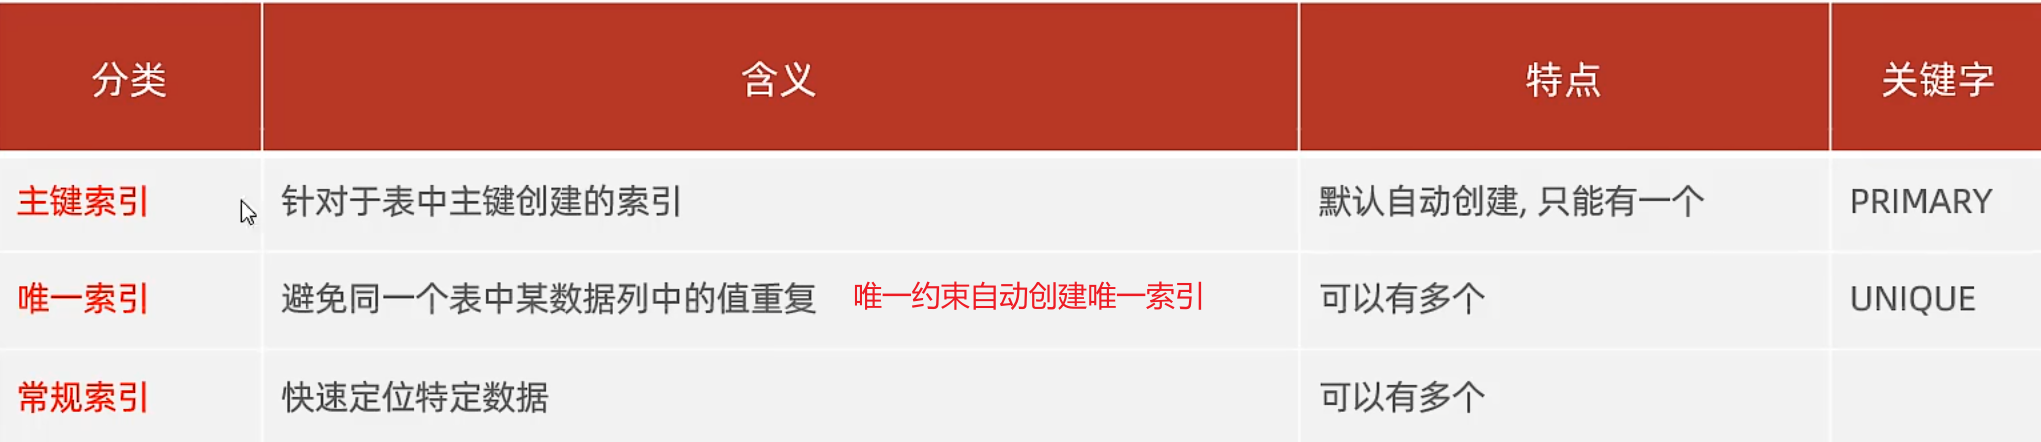 分类 含义 特点 关键字
主键索引 针对于表中主键创建的索引 默认自动创建, 只能有一个 PRIMARY
唯一索引 避免同一个表中某数据列中的值重复 唯一约束自动创建唯一索引 可以有多个 UNIQUE
常规索引 快速定位特定数据 可以有多个